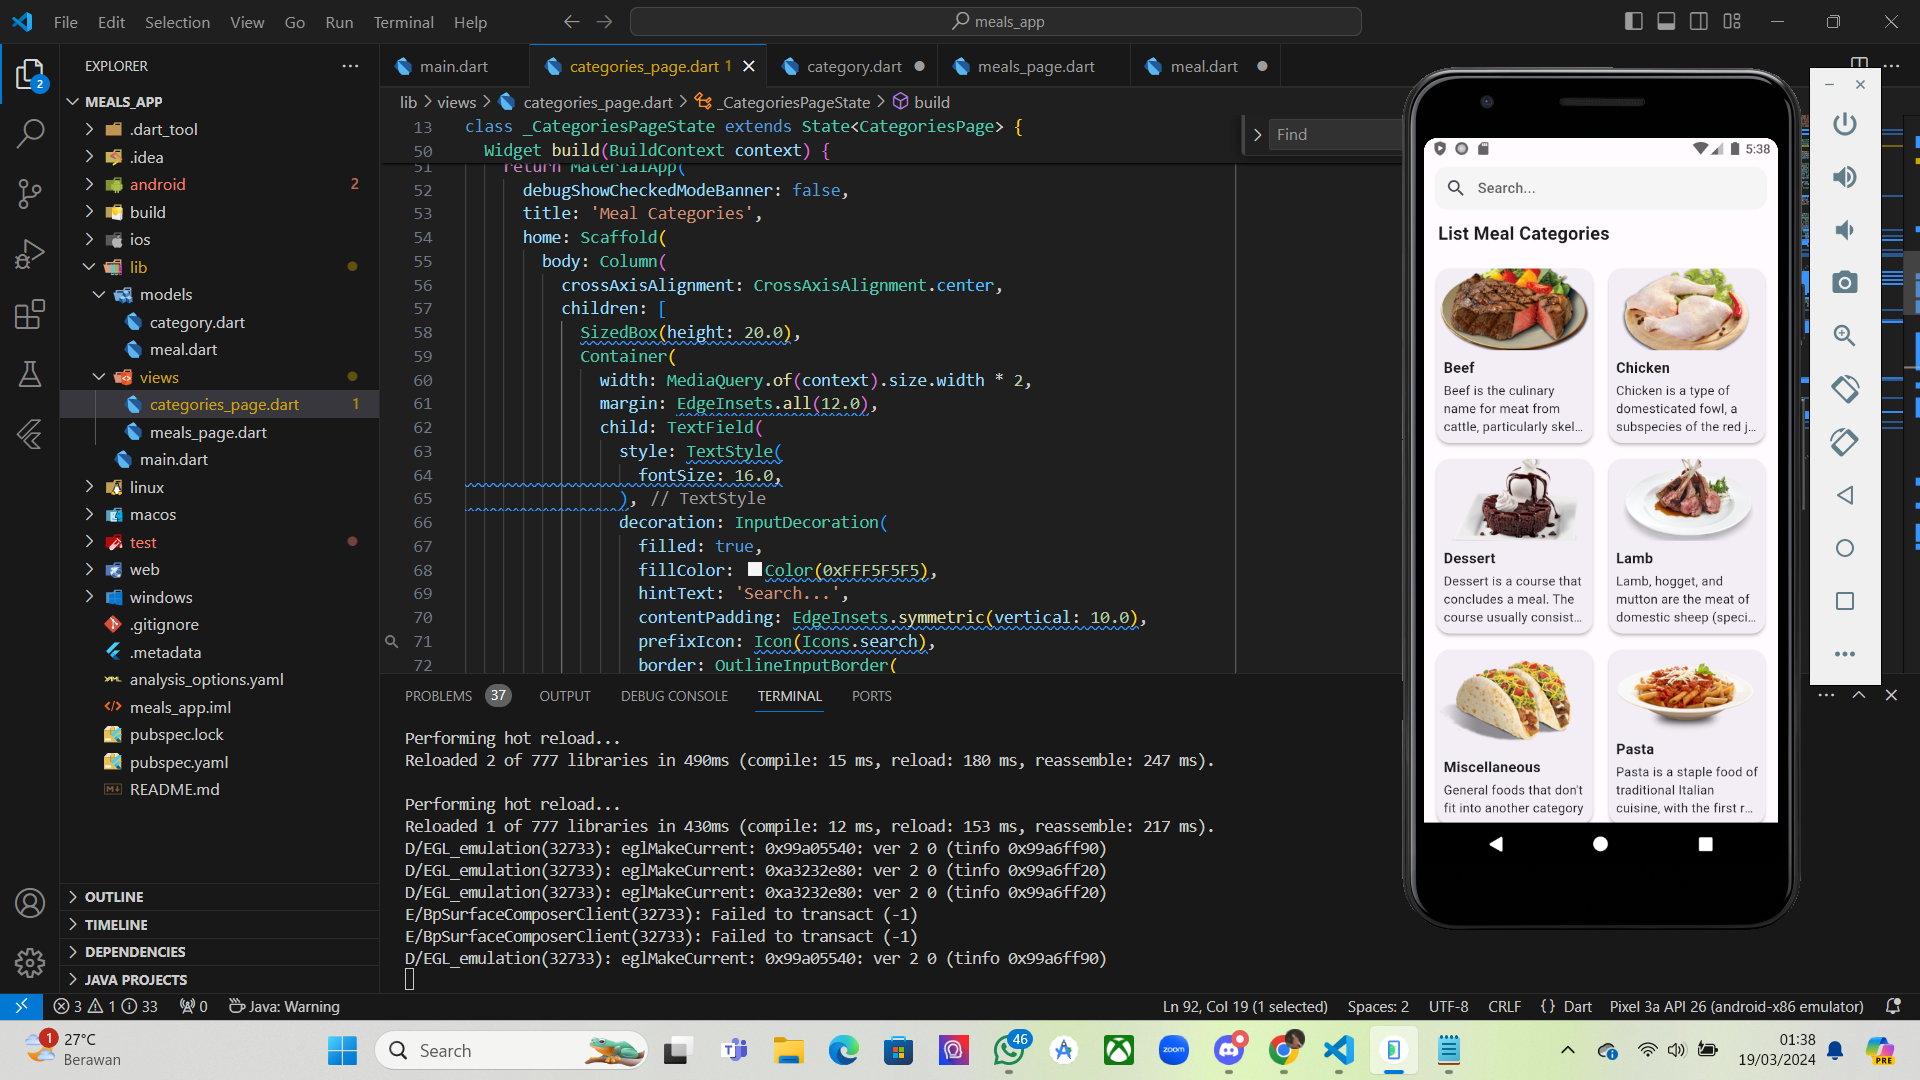 File Edit Selection View Go Run Terminal Help
meals_app
EXPLORER
2
MEALS_APP
.dart_tool
.idea
android 2
build
ios
lib
models
category.dart
meal.dart
views
categories_page.dart 1
meals_page.dart
main.dart
linux
macos
test
web
windows
.gitignore
.metadata
analysis_options.yaml
meals_app.iml
pubspec.lock
pubspec.yaml
README.md
OUTLINE
TIMELINE
DEPENDENCIES
JAVA PROJECTS
main.dart categories_page.dart 1 category.dart meals_page.dart meal.dart
lib > views > categories_page.dart > _CategoriesPageState > build
Find
13 class _CategoriesPageState extends State<CategoriesPage> {
50 Widget build(BuildContext context) {
51 return MaterialApp(
52 debugShowCheckedModeBanner: false,
53 title: 'Meal Categories',
54 home: Scaffold(
55 body: Column(
56 crossAxisAlignment: CrossAxisAlignment.center,
57 children: [
58 SizedBox(height: 20.0),
59 Container(
60 width: MediaQuery.of(context).size.width * 2,
61 margin: EdgeInsets.all(12.0),
62 child: TextField(
63 style: TextStyle(
64 fontSize: 16.0,
65 ), // TextStyle
66 decoration: InputDecoration(
67 filled: true,
68 fillColor: Color(0xFFF5F5F5),
69 hintText: 'Search...',
70 contentPadding: EdgeInsets.symmetric(vertical: 10.0),
71 prefixIcon: Icon(Icons.search),
72 border: OutlineInputBorder(
PROBLEMS 37 OUTPUT DEBUG CONSOLE TERMINAL PORTS
Performing hot reload...
Reloaded 2 of 777 libraries in 490ms (compile: 15 ms, reload: 180 ms, reassemble: 247 ms).
Performing hot reload...
Reloaded 1 of 777 libraries in 430ms (compile: 12 ms, reload: 153 ms, reassemble: 217 ms).
D/EGL_emulation(32733): eglMakeCurrent: 0x99a05540: ver 2 0 (tinfo 0x99a6ff90)
D/EGL_emulation(32733): eglMakeCurrent: 0xa3232e80: ver 2 0 (tinfo 0x99a6ff20)
D/EGL_emulation(32733): eglMakeCurrent: 0xa3232e80: ver 2 0 (tinfo 0x99a6ff20)
E/BpSurfaceComposerClient(32733): Failed to transact (-1)
E/BpSurfaceComposerClient(32733): Failed to transact (-1)
D/EGL_emulation(32733): eglMakeCurrent: 0x99a05540: ver 2 0 (tinfo 0x99a6ff90)
5:38
Search...
List Meal Categories
Beef
Beef is the culinary
name for meat from
cattle, particularly skel...
Chicken
Chicken is a type of
domesticated fowl, a
subspecies of the red j...
Dessert
Dessert is a course that
concludes a meal. The
course usually consist...
Lamb
Lamb, hogget, and
mutton are the meat of
domestic sheep (speci...
Miscellaneous
General foods that don't
fit into another category
Pasta
Pasta is a staple food of
traditional Italian
cuisine, with the first r...
3 1 33 0 Java: Warning
Ln 92, Col 19 (1 selected) Spaces: 2 UTF-8 CRLF {} Dart Pixel 3a API 26 (android-x86 emulator)
1
27°C
Berawan
Search
46
zoom
PRE
01:38
19/03/2024